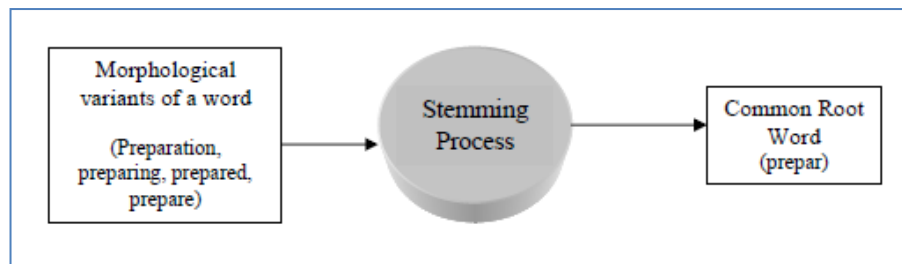 Morphological
variants of a word
(Preparation,
preparing, prepared,
prepare)
Stemming
Process
Common Root
Word
(prepar)